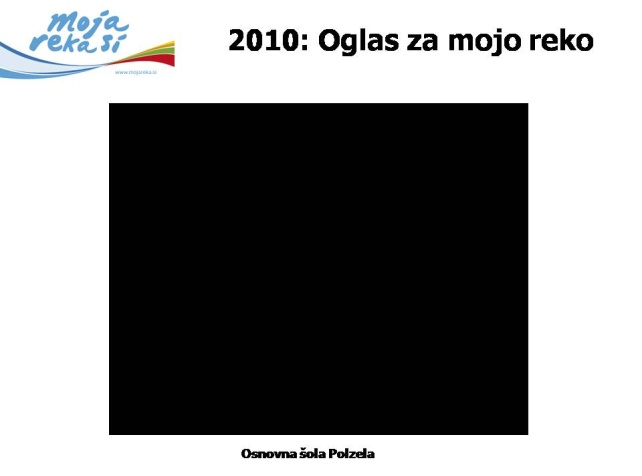 moja
reka si
www.mojareka.si
2010: Oglas za mojo reko
Osnovna šola Polzela